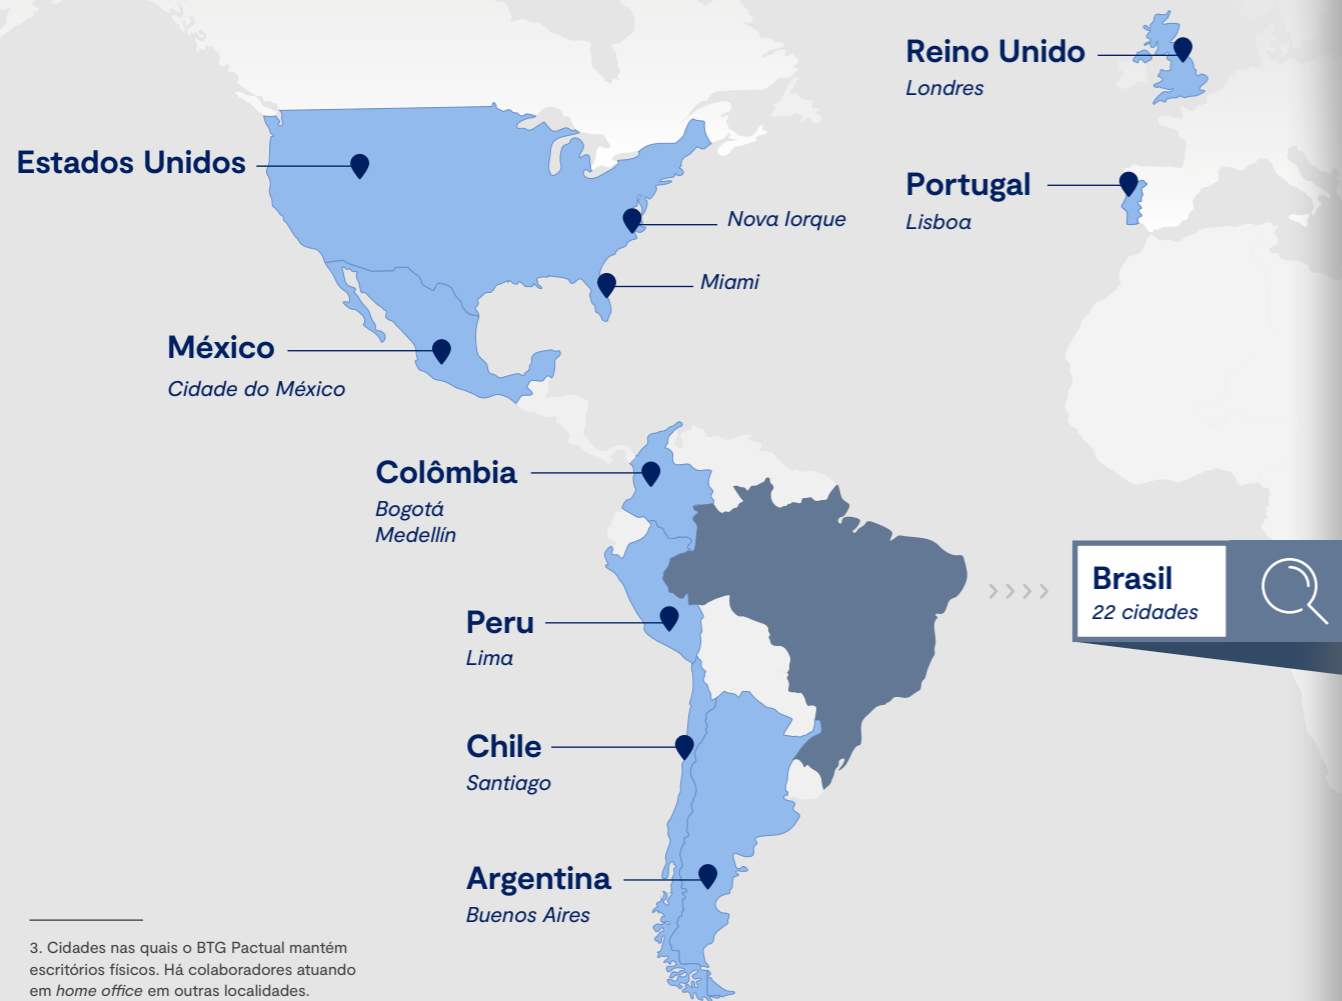 Reino Unido
Londres
Estados Unidos
Portugal
Lisboa
Nova Iorque
Miami
México
Cidade do México
Colômbia
Bogotá
Medellín
Brasil
22 cidades
Peru
Lima
Chile
Santiago
Argentina
Buenos Aires
3. Cidades nas quais o BTG Pactual mantém
escritórios físicos. Há colaboradores atuando
em home office em outras localidades.